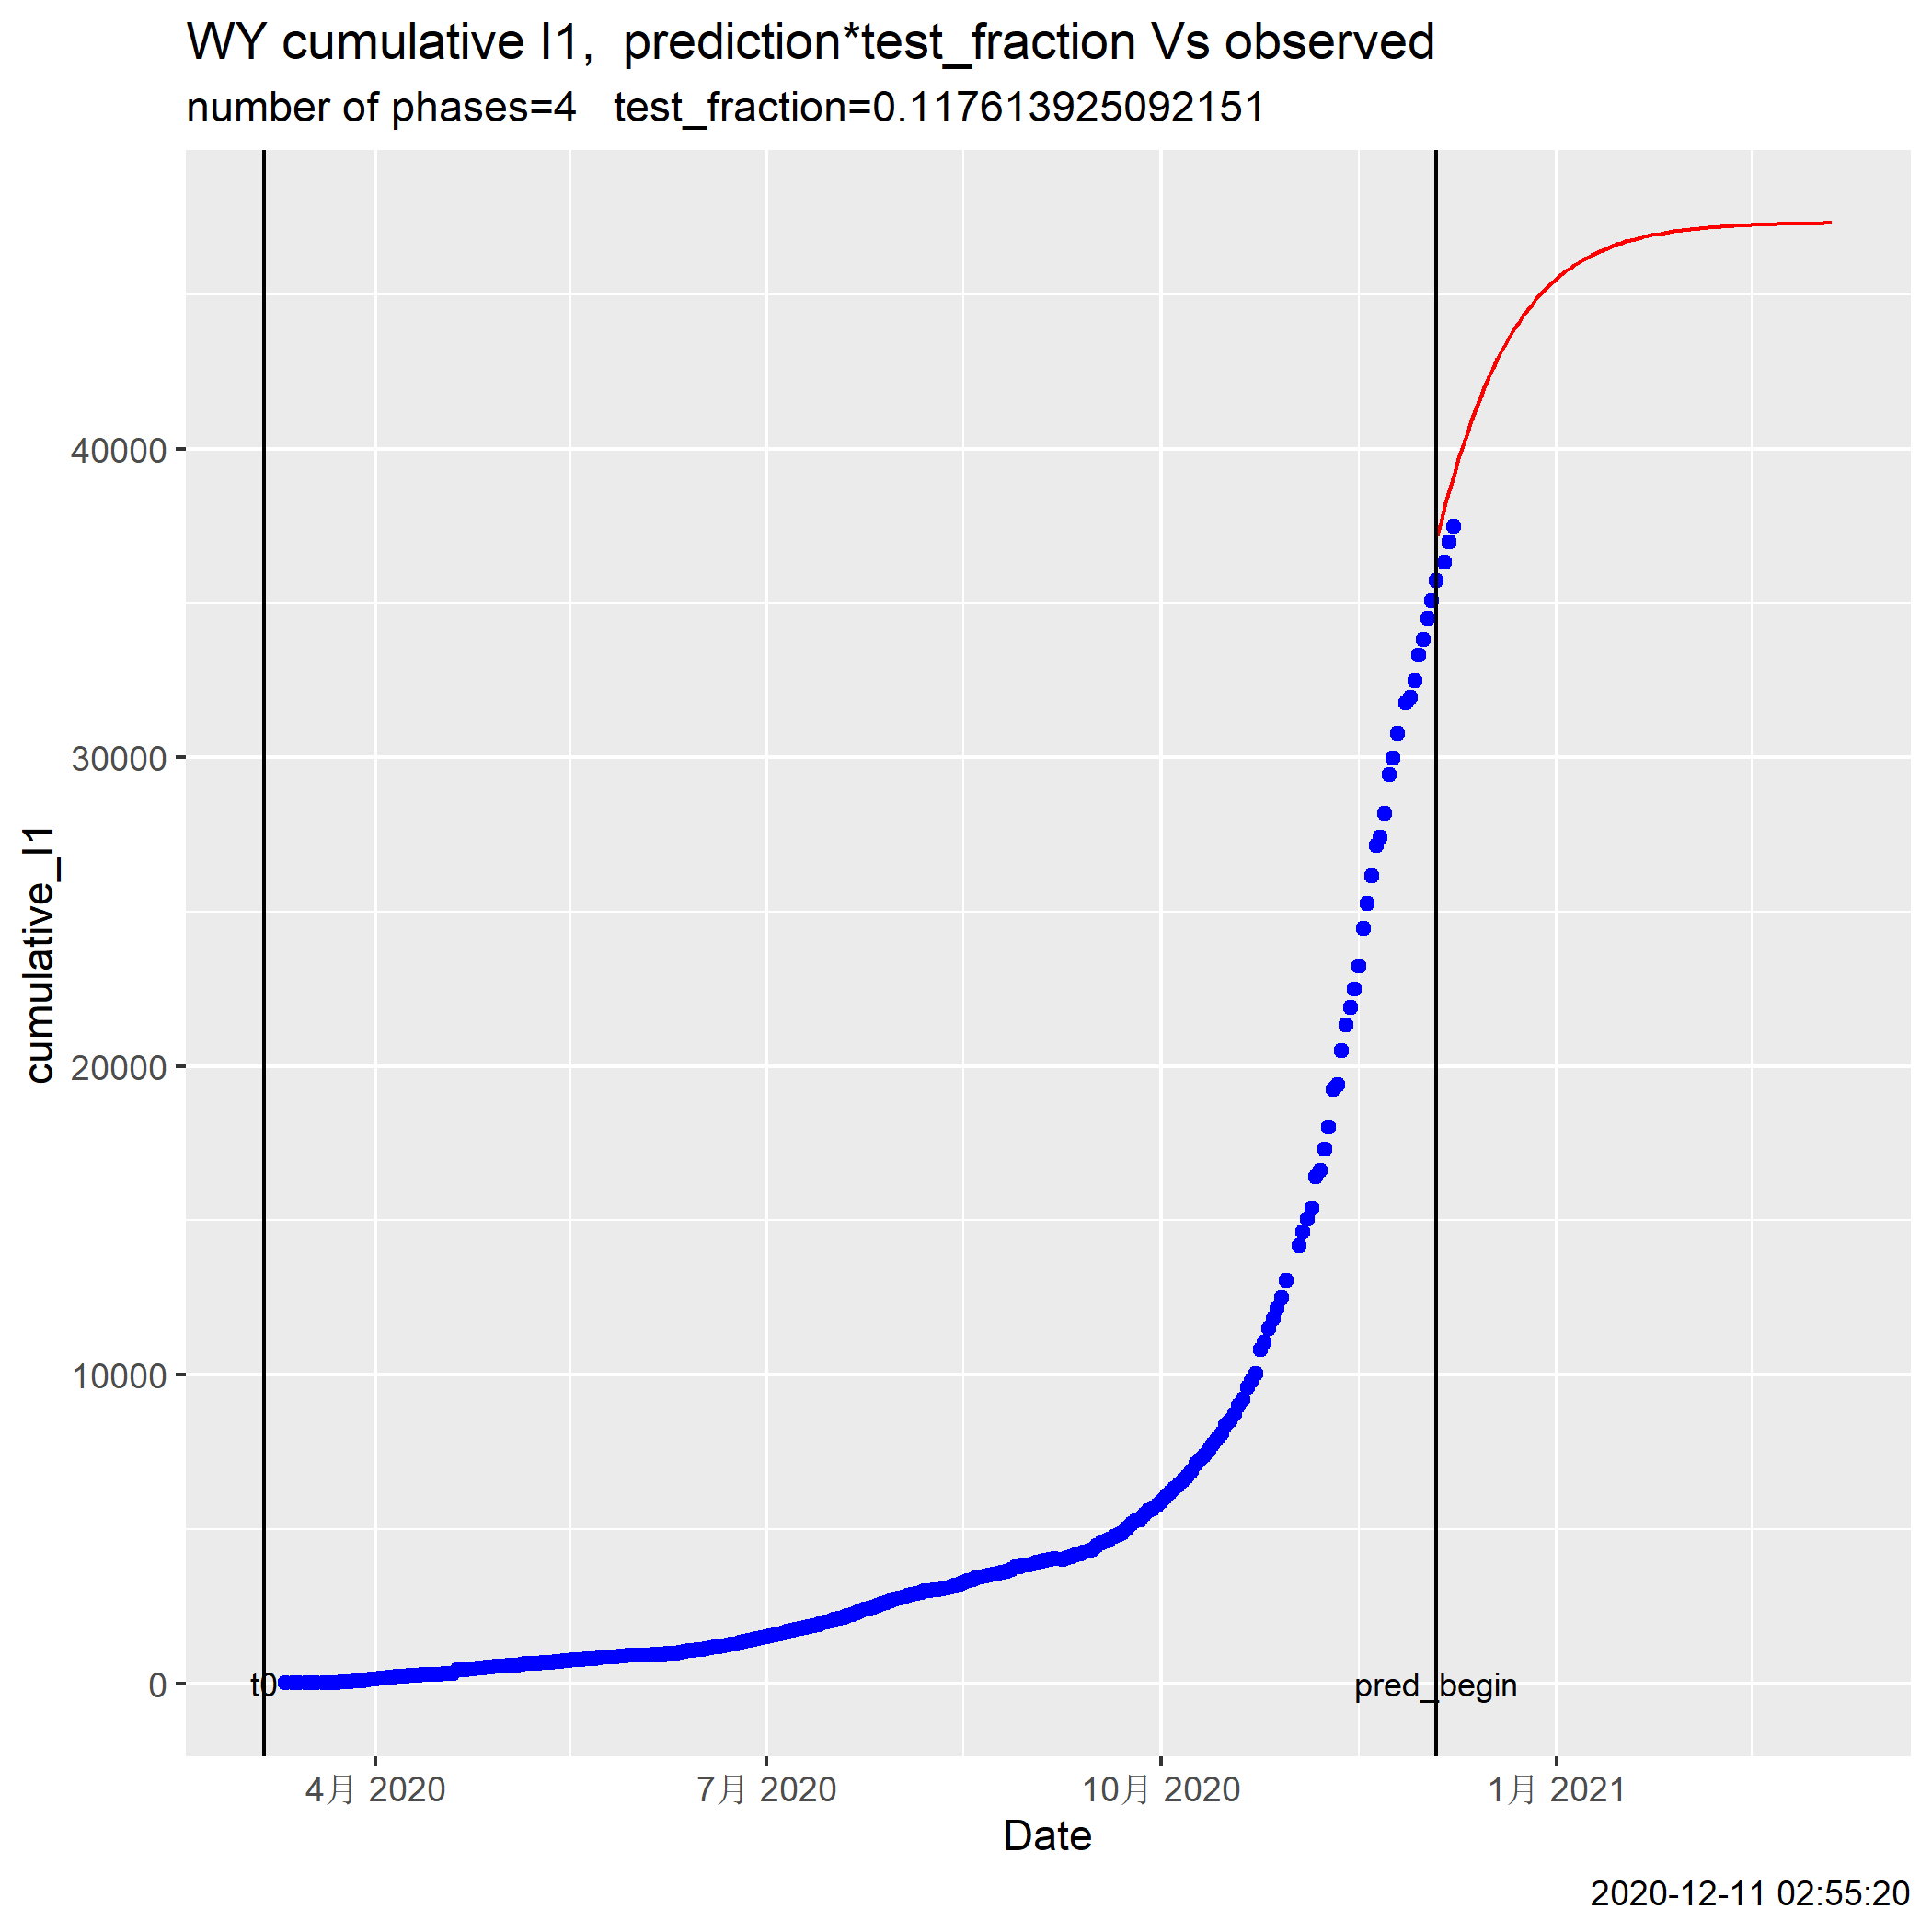 WY cumulative I1,  prediction*test_fraction Vs observed
number of phases=4   test_fraction=0.117613925092151
cumulative_I1
40000
30000
20000
10000
0
t0
pred_begin
4月 2020
7月 2020
10月 2020
1月 2021
Date
2020-12-11 02:55:20